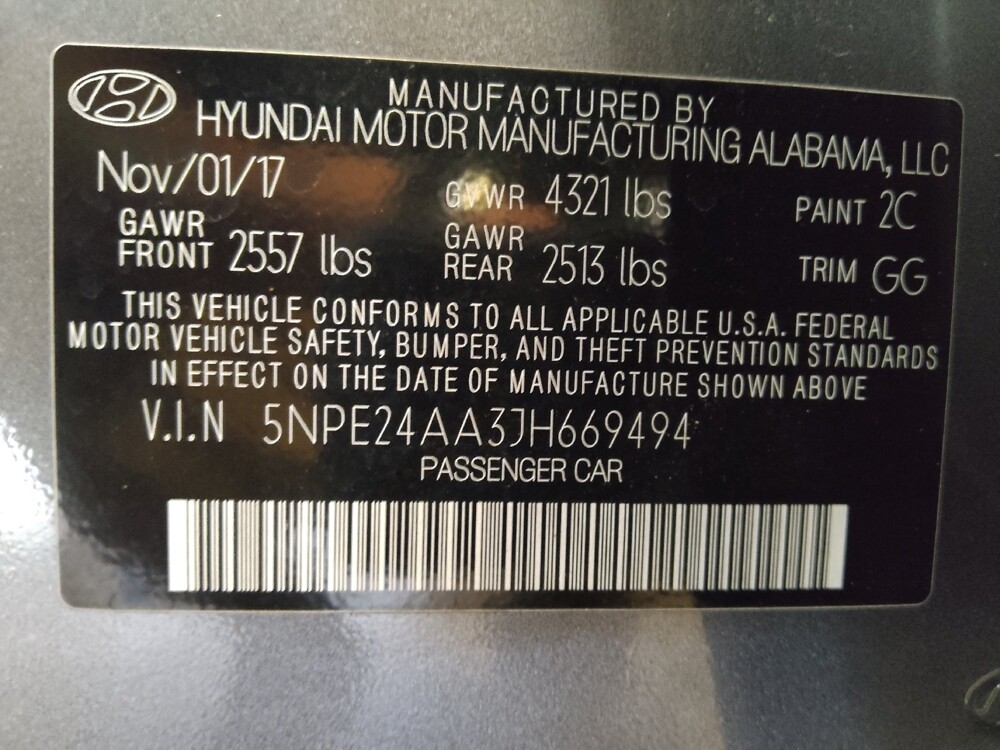 MANUFACTURED BY
HYUNDAI MOTOR MANUFACTURING ALABAMA, LLC
Nov/01/17 GVWR 4321 lbs PAINT 2C
GAWR FRONT 2557 lbs GAWR REAR 2513 lbs TRIM GG
THIS VEHICLE CONFORMS TO ALL APPLICABLE U.S.A. FEDERAL
MOTOR VEHICLE SAFETY, BUMPER, AND THEFT PREVENTION STANDARDS
IN EFFECT ON THE DATE OF MANUFACTURE SHOWN ABOVE
V.I.N 5NPE24AA3JH669494
PASSENGER CAR